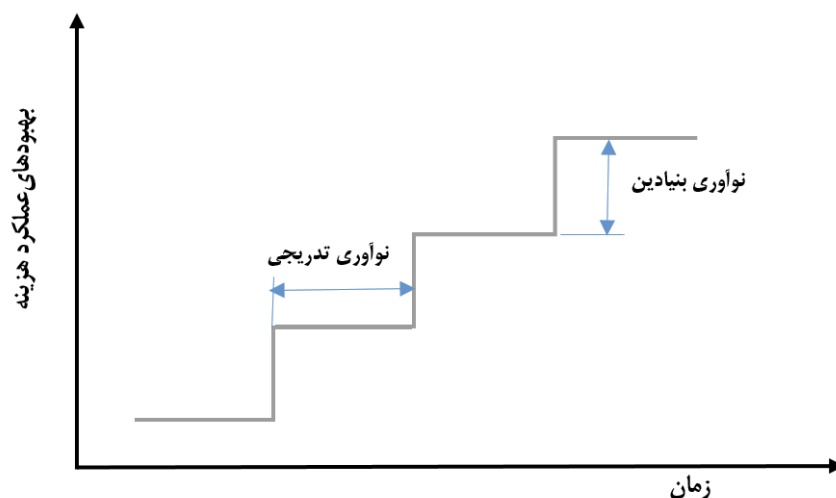 بهبودهای عملکرد هزینه
نوآوری بنیادین
نوآوری تدریجی
زمان